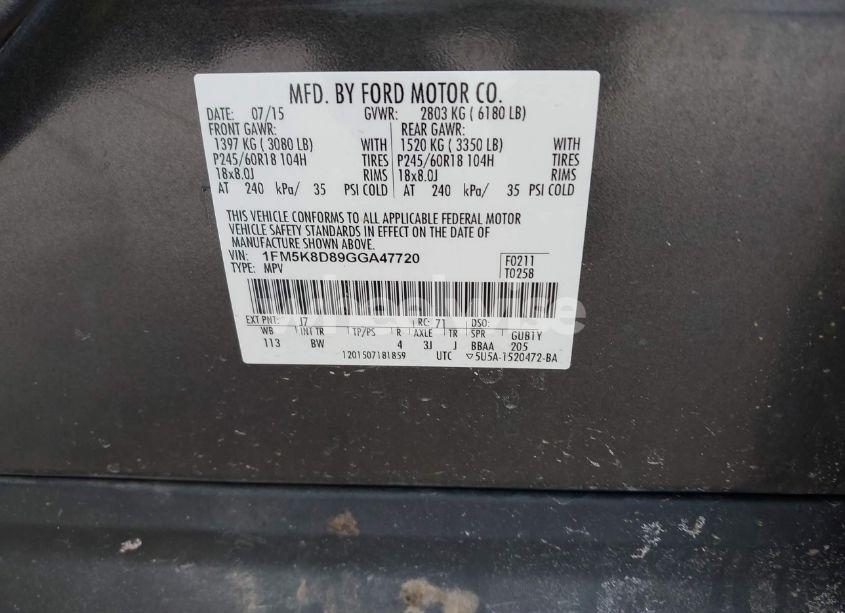 MFD. BY FORD MOTOR CO.
DATE: 07/15 GVWR: 2803 KG ( 6180 LB)
FRONT GAWR: REAR GAWR:
1397 KG ( 3080 LB) WITH 1520 KG ( 3350 LB) WITH
P245/60R18 104H TIRES P245/60R18 104H TIRES
18x8.0J RIMS 18x8.0J RIMS
AT 240 kPa/ 35 PSI COLD AT 240 kPa/ 35 PSI COLD
THIS VEHICLE CONFORMS TO ALL APPLICABLE FEDERAL MOTOR
VEHICLE SAFETY STANDARDS IN EFFECT ON THE DATE OF
MANUFACTURE SHOWN ABOVE.
VIN: 1FM5K8D89GGA47720 F0211
TYPE: MPV T0258
EXT PNT: J7 RC: 71 DSO:
WB INT TR TP/PS R AXLE TR SPR GUB1Y
113 BW 4 3J J BBAA 205
1201507181859 UTC ▽5U5A-1520472-BA